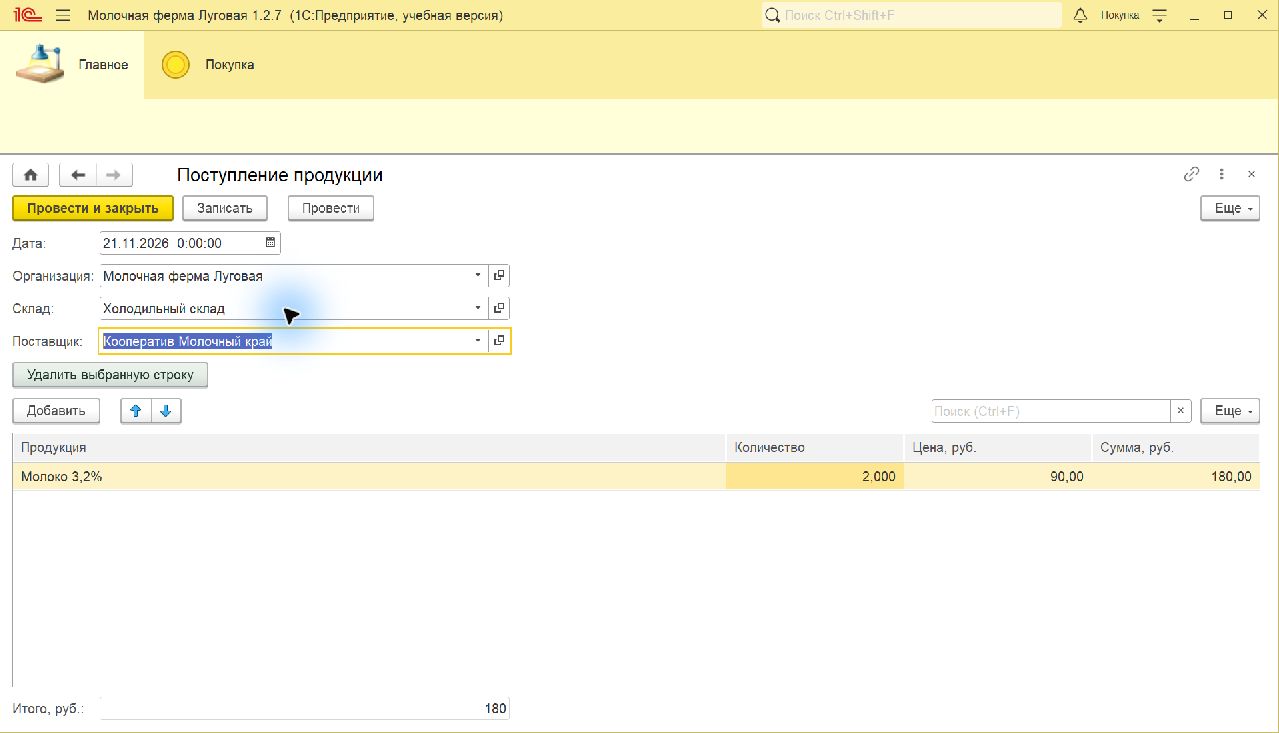 1С Молочная ферма Луговая 1.2.7 (1С:Предприятие, учебная версия) Поиск Ctrl+Shift+F Покупка
Главное Покупка
Поступление продукции
Провести и закрыть Записать Провести Еще
Дата: 21.11.2026 0:00:00
Организация: Молочная ферма Луговая
Склад: Холодильный склад
Поставщик: Кооператив Молочный край
Удалить выбранную строку
Добавить Поиск (Ctrl+F) Еще
Продукция Количество Цена, руб. Сумма, руб.
Молоко 3,2% 2,000 90,00 180,00
Итого, руб.: 180